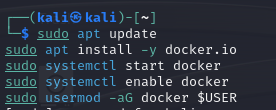 ┌──(kali㉿kali)-[~]
└─$ sudo apt update
sudo apt install -y docker.io
sudo systemctl start docker
sudo systemctl enable docker
sudo usermod -aG docker $USER